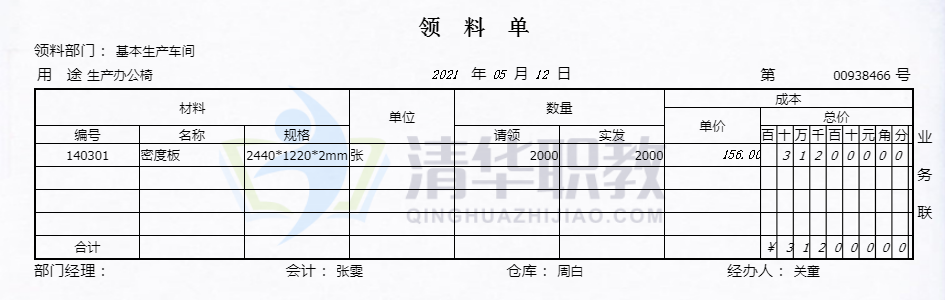 领 料 单
领料部门： 基本生产车间
用 途 生产办公椅 2021 年 05 月 12 日 第 00938466 号
材料 单位 数量 成本
编号 名称 规格 请领 实发 单价 总价
百 十 万 千 百 十 元 角 分
140301 密度板 2440*1220*2mm 张 2000 2000 156.00 3 1 2 0 0 0 0 0
合计 ¥ 3 1 2 0 0 0 0 0
部门经理： 会计： 张雯 仓库： 周白 经办人： 关童
业务联
清华职教
QINGHUAZHIJIAO.COM